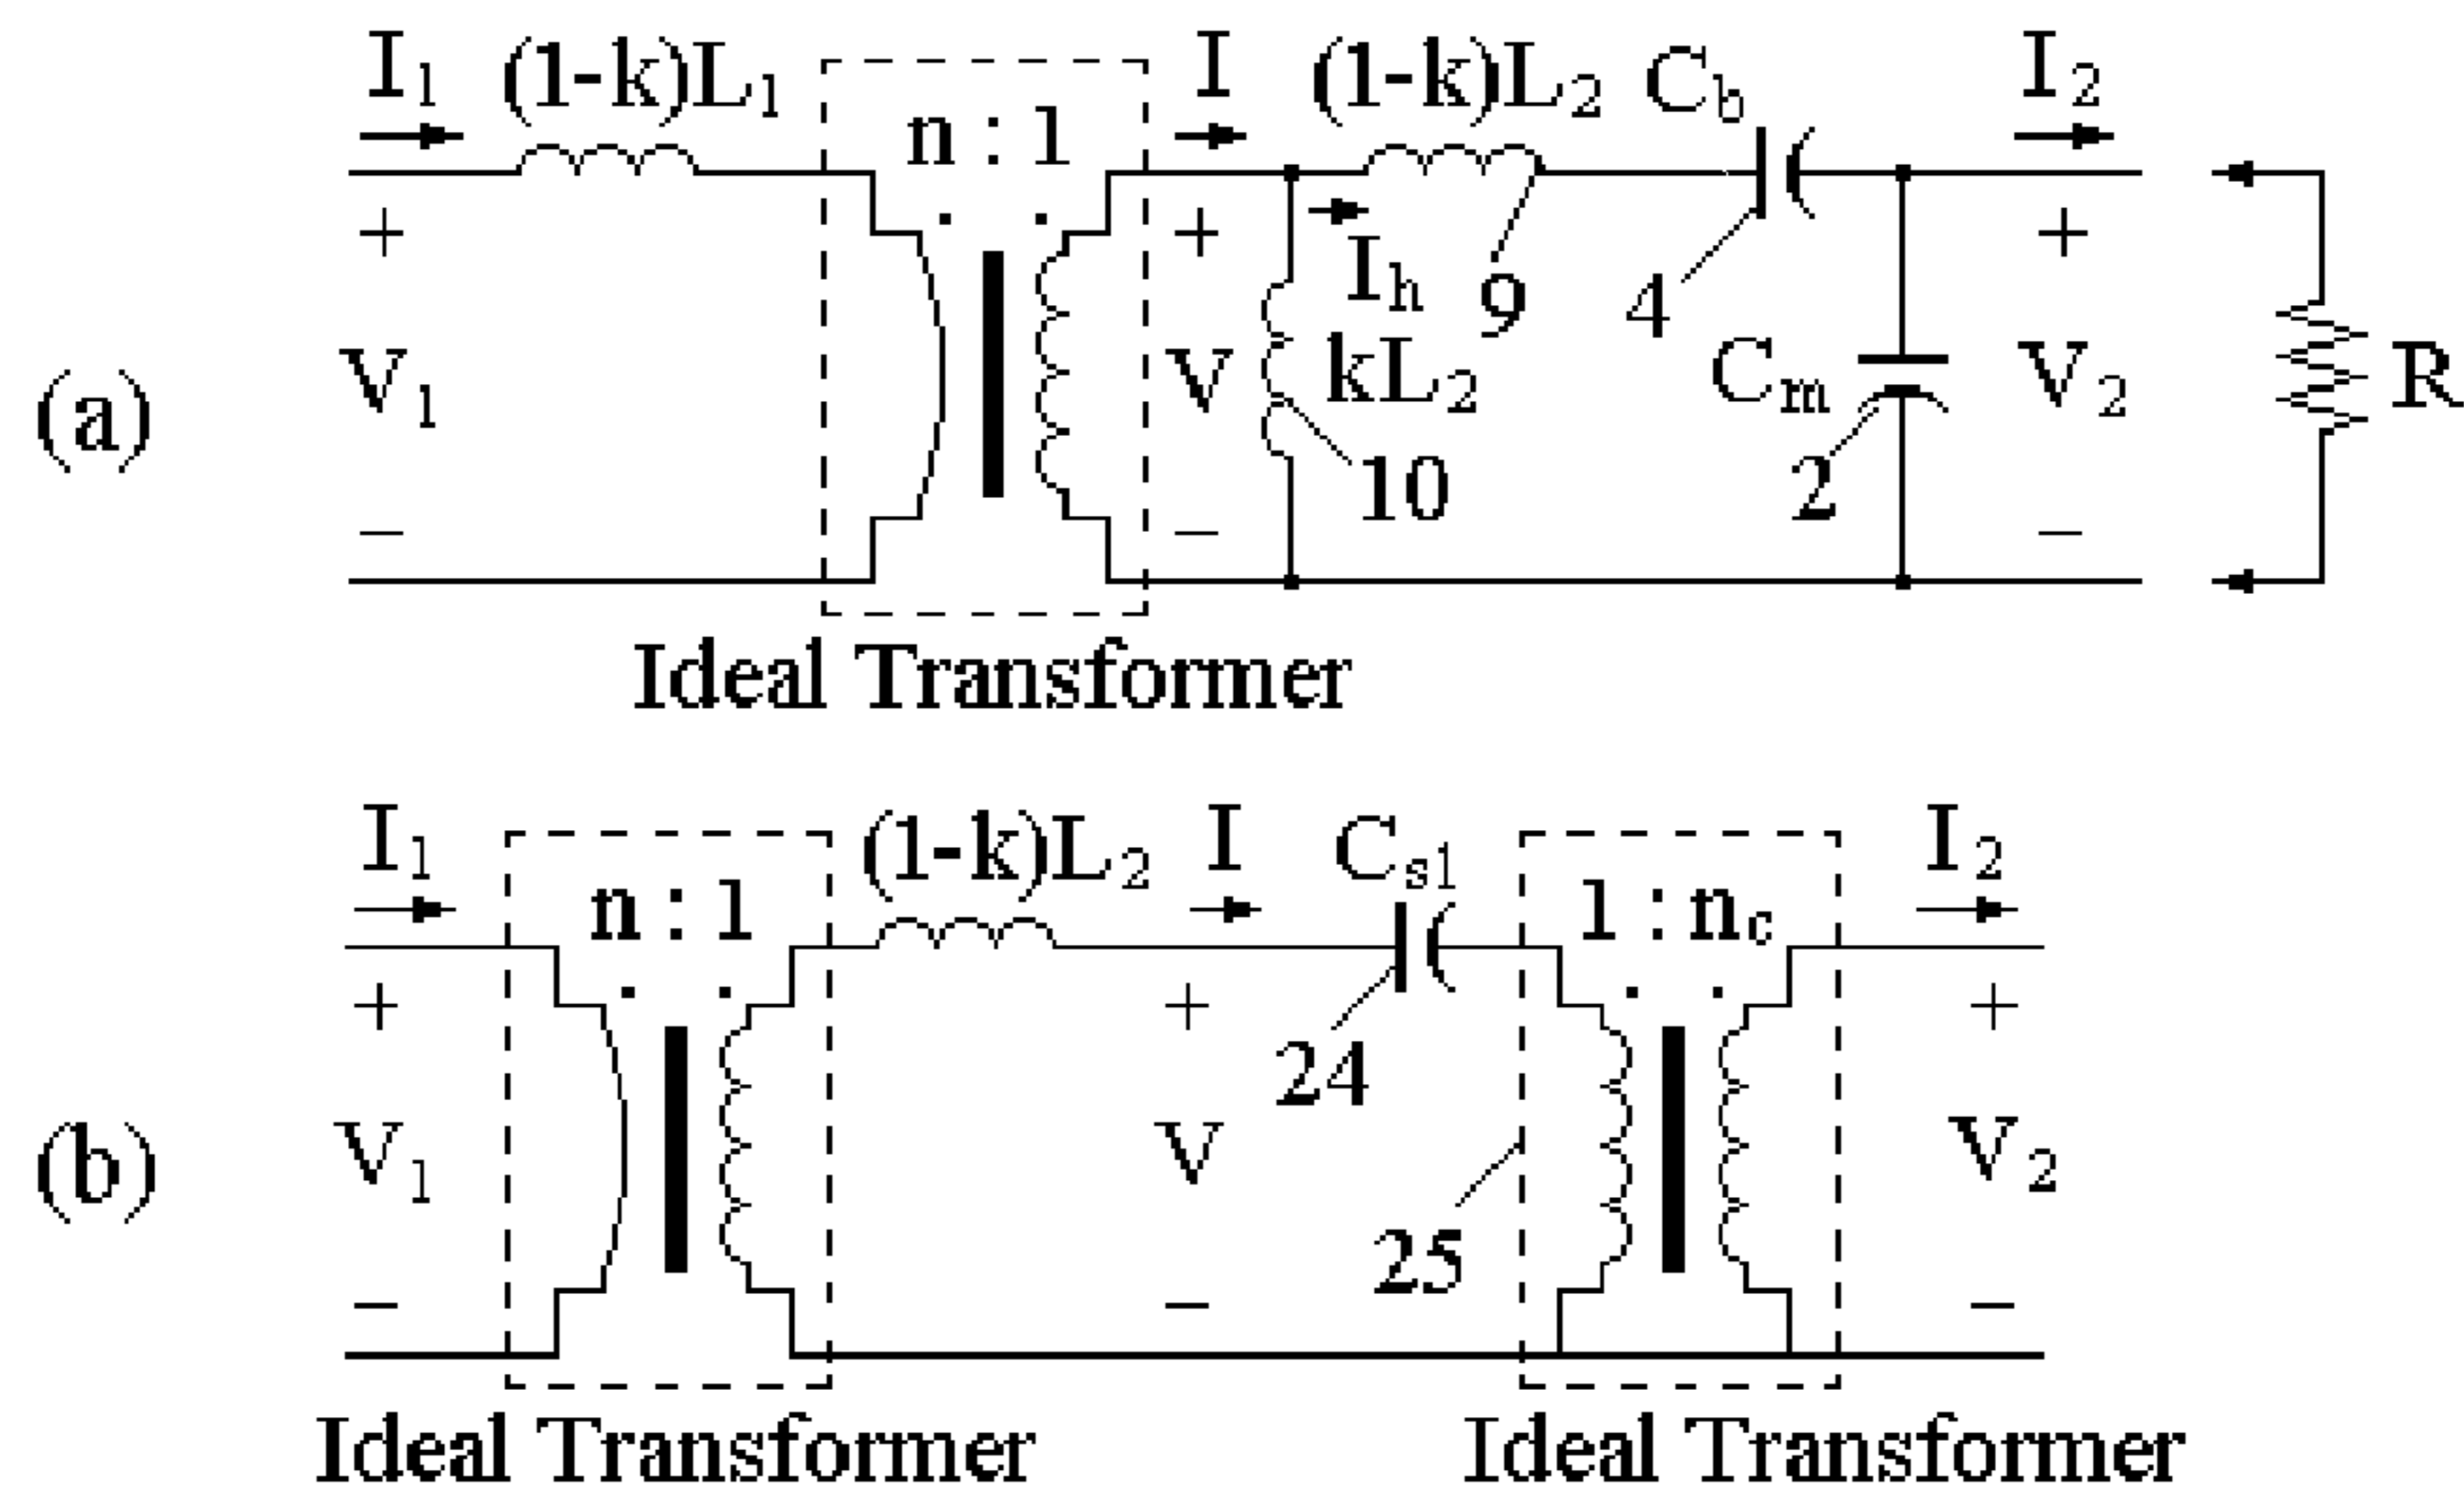 I1 (1-k)L1 I (1-k)L2 Cb I2
n : 1
+ + Ih 9 4 +
(a) V1 V kL2 Cm V2 R
10 2
− − −
Ideal Transformer
I1 (1-k)L2 I Cs1 I2
n : 1 1 : nc
+ + +
24
(b) V1 V V2
25
− − −
Ideal Transformer Ideal Transformer